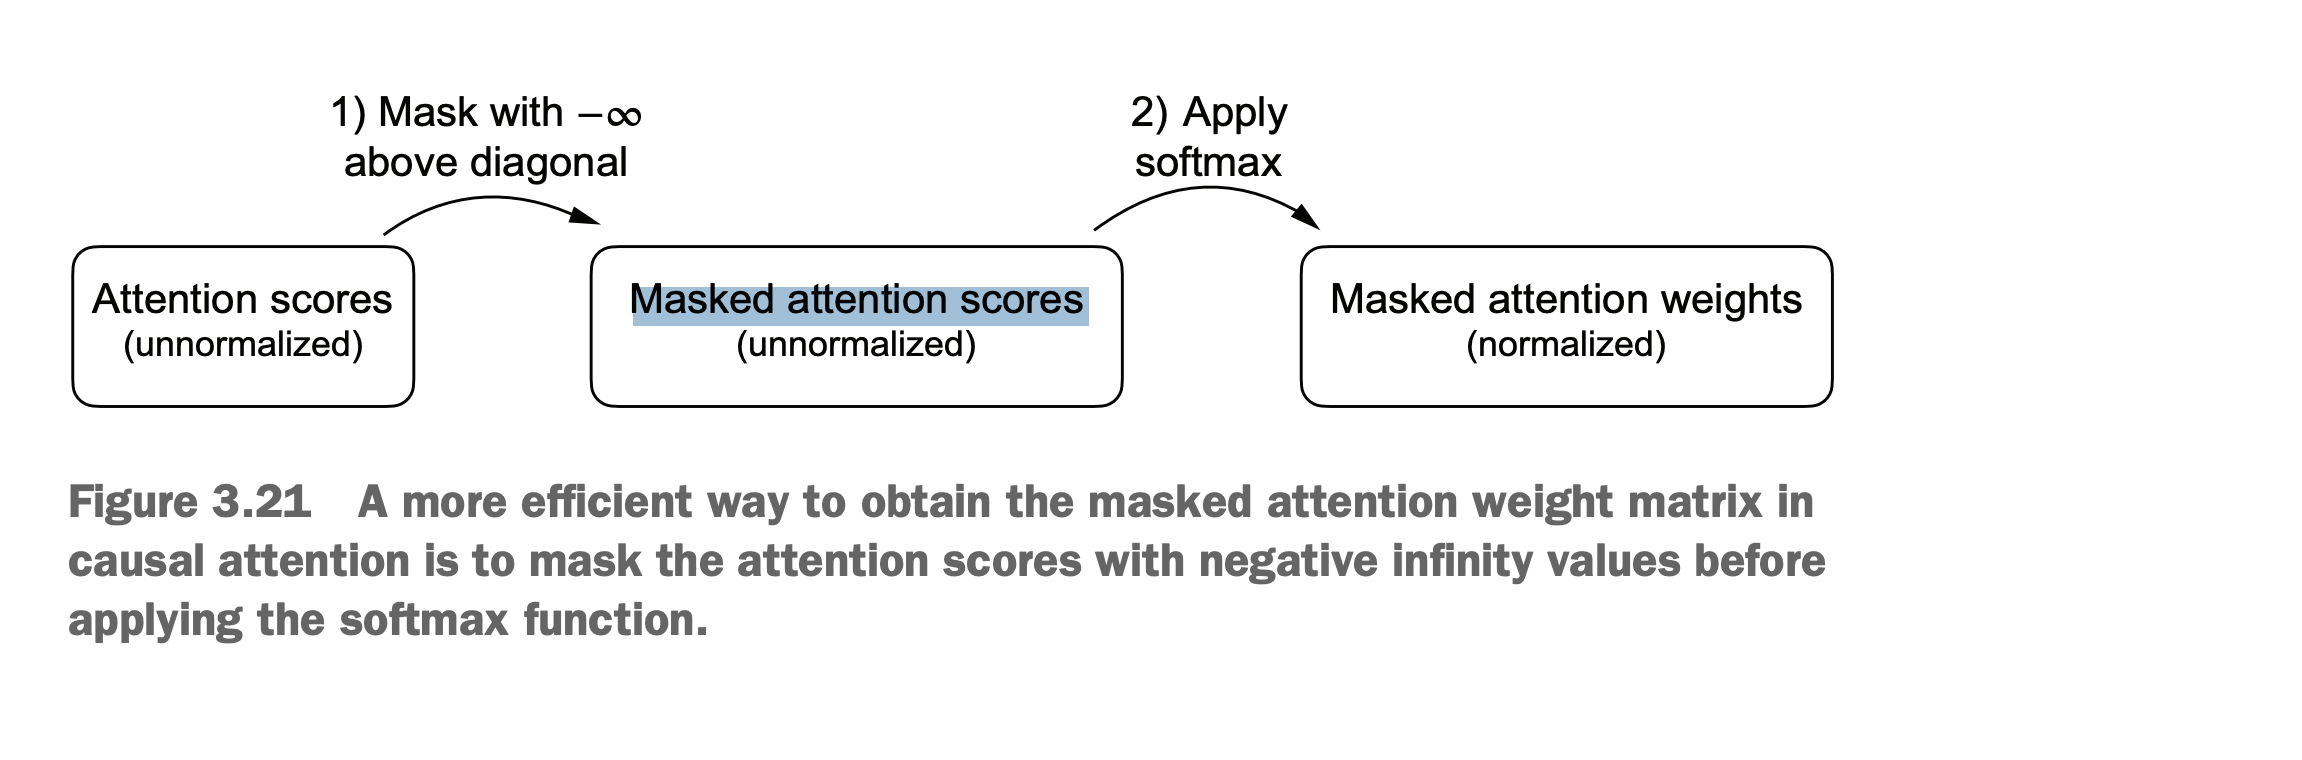 1) Mask with −∞
above diagonal
2) Apply
softmax
Attention scores
(unnormalized)
Masked attention scores
(unnormalized)
Masked attention weights
(normalized)
Figure 3.21 A more efficient way to obtain the masked attention weight matrix in
causal attention is to mask the attention scores with negative infinity values before
applying the softmax function.